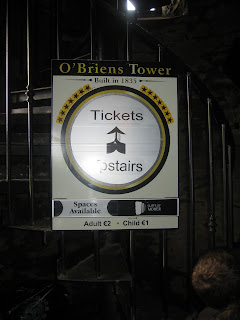 O'Briens Tower
Built in 1835
Tickets
Upstairs
Spaces
Available
Adult €2 - Child €1